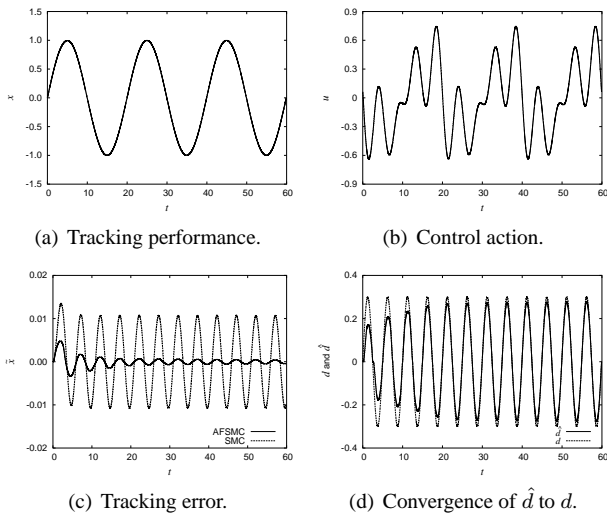 1.5
1.0
0.5
0.0
-0.5
-1.0
-1.5
x
0 10 20 30 40 50 60
t
(a) Tracking performance.
0.9
0.6
0.3
0.0
-0.3
-0.6
-0.9
u
0 10 20 30 40 50 60
t
(b) Control action.
0.02
0.01
0.00
-0.01
-0.02
x̃
AFSMC
SMC
0 10 20 30 40 50 60
t
(c) Tracking error.
0.4
0.2
0.0
-0.2
-0.4
d and d̂
d̂
d
0 10 20 30 40 50 60
t
(d) Convergence of d̂ to d.